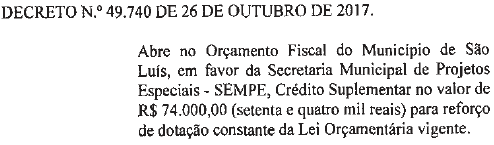 DECRETO N.º 49.740 DE 26 DE OUTUBRO DE 2017.
Abre no Orçamento Fiscal do Município de São
Luís, em favor da Secretaria Municipal de Projetos
Especiais - SEMPE, Crédito Suplementar no valor de
R$ 74.000,00 (setenta e quatro mil reais) para reforço
de dotação constante da Lei Orçamentária vigente.